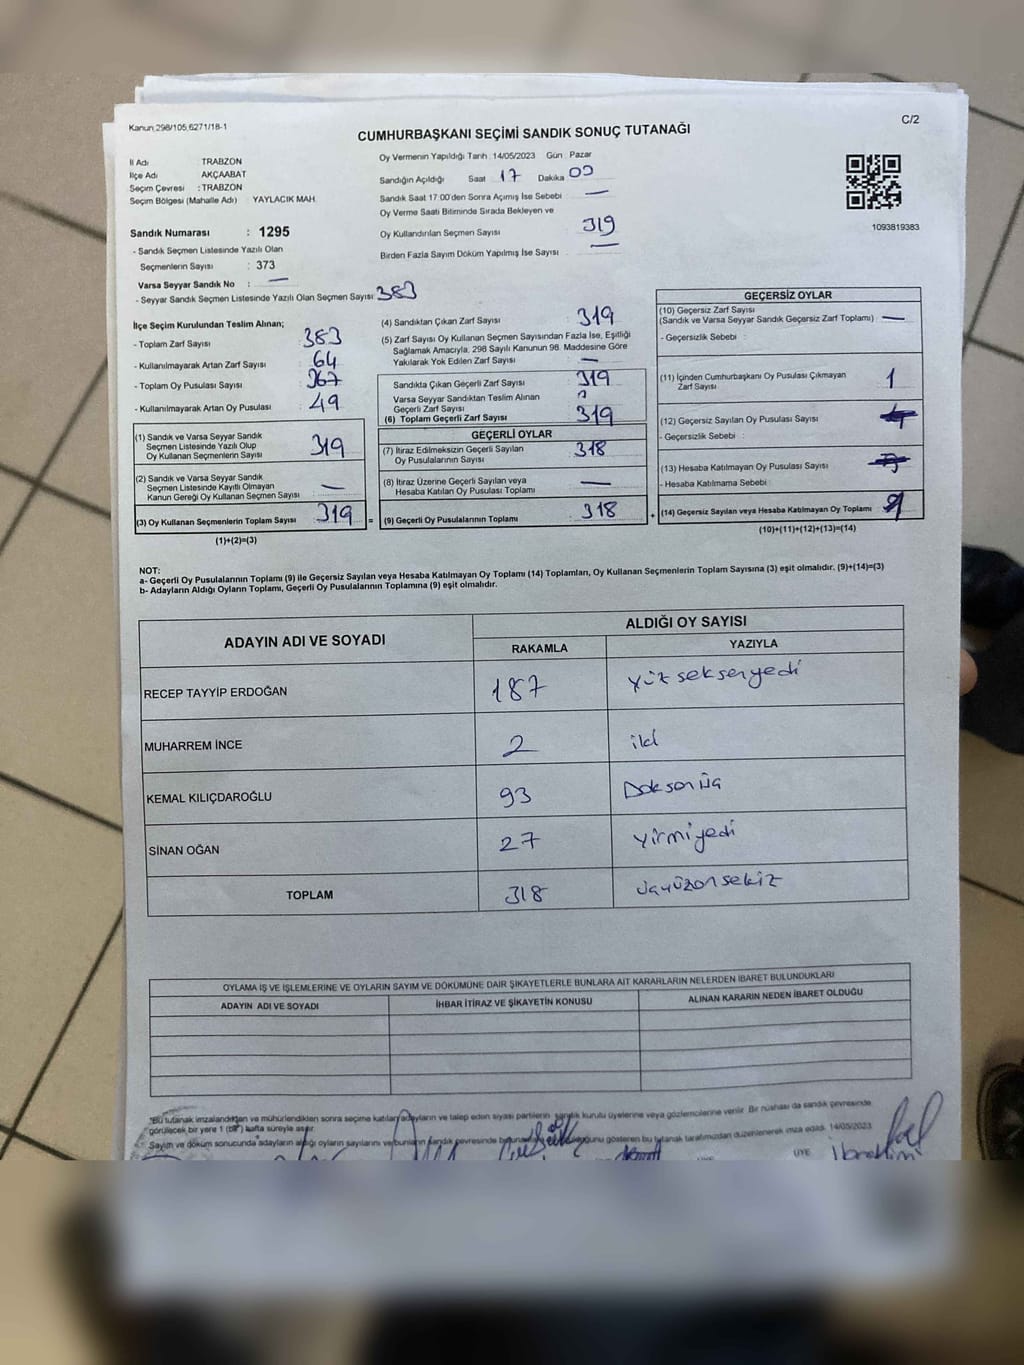 Kanun 298/105,6271/18-1
C/2
CUMHURBAŞKANI SEÇİMİ SANDIK SONUÇ TUTANAĞI
İl Adı TRABZON
İlçe Adı AKÇAABAT
Seçim Çevresi : TRABZON
Seçim Bölgesi (Mahalle Adı) YAYLACIK MAH.
Sandık Numarası : 1295
- Sandık Seçmen Listesinde Yazılı Olan
Seçmenlerin Sayısı : 373
Varsa Seyyar Sandık No : —
- Seyyar Sandık Seçmen Listesinde Yazılı Olan Seçmen Sayısı 383
Oy Vermenin Yapıldığı Tarih : 14/05/2023 Gün : Pazar
Sandığın Açıldığı Saat 17 Dakika 00
Sandık Saat 17:00'den Sonra Açımış İse Sebebi —
Oy Verme Saati Bitiminde Sırada Bekleyen ve
Oy Kullandırılan Seçmen Sayısı 319
Birden Fazla Sayım Döküm Yapılmış İse Sayısı —
1093819383
İlçe Seçim Kurulundan Teslim Alınan;
- Toplam Zarf Sayısı : 383
- Kullanılmayarak Artan Zarf Sayısı : 64
- Toplam Oy Pusulası Sayısı : 367
- Kullanılmayarak Artan Oy Pusulası : 49
(1) Sandık ve Varsa Seyyar Sandık
Seçmen Listesinde Yazılı Olup
Oy Kullanan Seçmenlerin Sayısı 319
(2) Sandık ve Varsa Seyyar Sandık
Seçmen Listesinde Kayıtlı Olmayan
Kanun Gereği Oy Kullanan Seçmen Sayısı —
(3) Oy Kullanan Seçmenlerin Toplam Sayısı 319 =
(1)+(2)=(3)
(4) Sandıktan Çıkan Zarf Sayısı 319
(5) Zarf Sayısı Oy Kullanan Seçmen Sayısından Fazla İse, Eşitliği
Sağlamak Amacıyla, 298 Sayılı Kanunun 98. Maddesine Göre
Yakılarak Yok Edilen Zarf Sayısı —
Sandıkta Çıkan Geçerli Zarf Sayısı : 319
Varsa Seyyar Sandıktan Teslim Alınan
Geçerli Zarf Sayısı
(6) Toplam Geçerli Zarf Sayısı : 319
GEÇERLİ OYLAR
(7) İtiraz Edilmeksizin Geçerli Sayılan
Oy Pusulalarının Sayısı : 318
(8) İtiraz Üzerine Geçerli Sayılan veya
Hesaba Katılan Oy Pusulası Toplamı —
(9) Geçerli Oy Pusulalarının Toplamı : 318 +
GEÇERSİZ OYLAR
(10) Geçersiz Zarf Sayısı
(Sandık ve Varsa Seyyar Sandık Geçersiz Zarf Toplamı) —
- Geçersizlik Sebebi :
(11) İçinden Cumhurbaşkanı Oy Pusulası Çıkmayan
Zarf Sayısı 1
(12) Geçersiz Sayılan Oy Pusulası Sayısı
- Geçersizlik Sebebi :
(13) Hesaba Katılmayan Oy Pusulası Sayısı
- Hesaba Katılmama Sebebi
(14) Geçersiz Sayılan veya Hesaba Katılmayan Oy Toplamı
(10)+(11)+(12)+(13)=(14)
NOT:
a- Geçerli Oy Pusulalarının Toplamı (9) ile Geçersiz Sayılan veya Hesaba Katılmayan Oy Toplamı (14) Toplamları, Oy Kullanan Seçmenlerin Toplam Sayısına (3) eşit olmalıdır. (9)+(14)=(3)
b- Adayların Aldığı Oyların Toplamı, Geçerli Oy Pusulalarının Toplamına (9) eşit olmalıdır.
ADAYIN ADI VE SOYADI ALDIĞI OY SAYISI
RAKAMLA YAZIYLA
RECEP TAYYİP ERDOĞAN 187 yüzseksenyedi
MUHARREM İNCE 2 iki
KEMAL KILIÇDAROĞLU 93 Doksanüç
SİNAN OĞAN 27 yirmiyedi
TOPLAM 318 üçyüzonsekiz
OYLAMA İŞ VE İŞLEMLERİNE VE OYLARIN SAYIM VE DÖKÜMÜNE DAİR ŞİKAYETLERLE BUNLARA AİT KARARLARIN NELERDEN İBARET BULUNDUKLARI
ADAYIN ADI VE SOYADI İHBAR İTİRAZ VE ŞİKAYETİN KONUSU ALINAN KARARIN NEDEN İBARET OLDUĞU
*Bu tutanak imzalandıktan ve mühürlendikten sonra seçime katılan adayların ve talep eden siyasi partilerin sandık kurulu üyelerine veya gözlemcilerine verilir. Bir nüshası da sandık çevresinde
görülecek bir yere 1 (bir) hafta süreyle asılır.
Sayım ve döküm sonucunda adayların aldığı oyların sayılarını ve bunların sandık çevresinde gösteren bu tutanak tarafımızdan düzenlenerek imza edildi. 14/05/2023
ÜYE
İbrahim